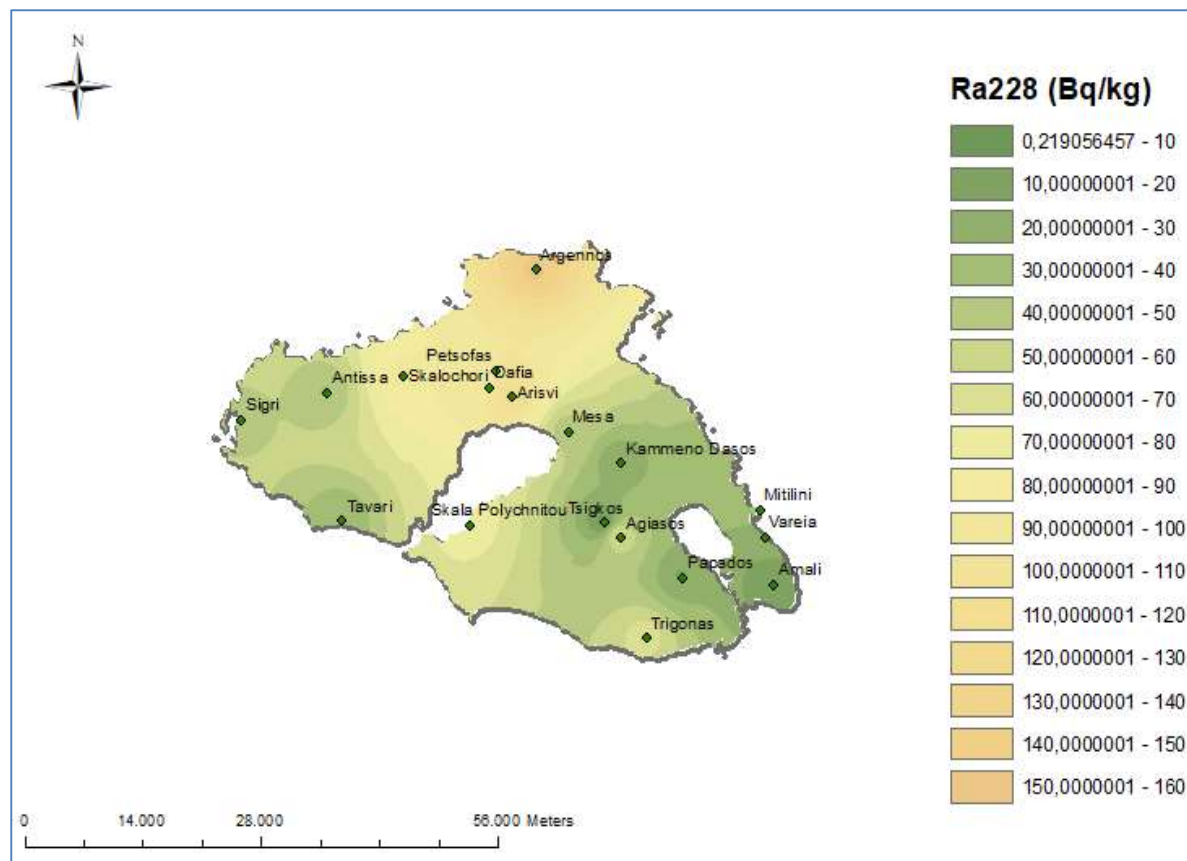 N
Ra228 (Bq/kg)
0,219056457 - 10
10,00000001 - 20
20,00000001 - 30
30,00000001 - 40
40,00000001 - 50
50,00000001 - 60
60,00000001 - 70
70,00000001 - 80
80,00000001 - 90
90,00000001 - 100
100,0000001 - 110
110,0000001 - 120
120,0000001 - 130
130,0000001 - 140
140,0000001 - 150
150,0000001 - 160
Argennos
Petsofas
Skalochori Dafia
Antissa
Arisvi
Sigri
Mesa
Kammeno Dasos
Mitilini
Tavari
Skala Polychnitou
Tsigkos
Agiasos
Vareia
Papados
Amali
Trigonas
0 14.000 28.000 56.000 Meters